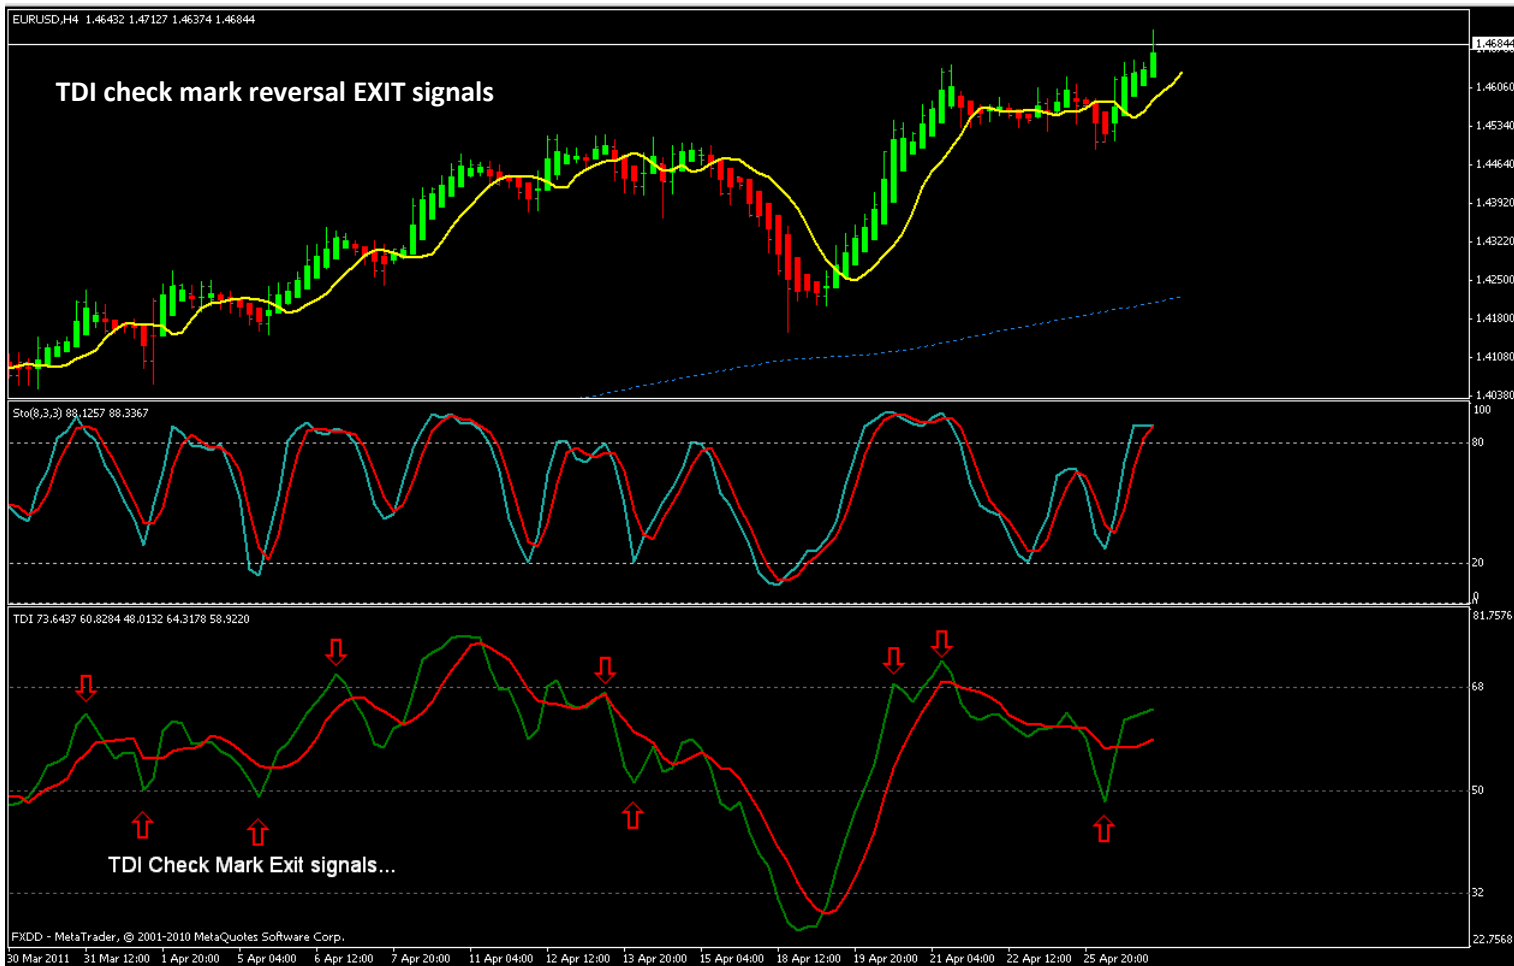 EURUSD,H4 1.46432 1.47127 1.46374 1.46844
TDI check mark reversal EXIT signals
1.46844
1.46060
1.45340
1.44640
1.43920
1.43220
1.42500
1.41800
1.41080
1.40380
Sto(8,3,3) 88.1257 88.3367
100
80
20
0
TDI 73.6437 60.8284 48.0132 64.3178 58.9220
81.7576
68
50
TDI Check Mark Exit signals...
32
FXDD - MetaTrader, © 2001-2010 MetaQuotes Software Corp.
22.7568
30 Mar 2011 31 Mar 12:00 1 Apr 20:00 5 Apr 04:00 6 Apr 12:00 7 Apr 20:00 11 Apr 04:00 12 Apr 12:00 13 Apr 20:00 15 Apr 04:00 18 Apr 12:00 19 Apr 20:00 21 Apr 04:00 22 Apr 12:00 25 Apr 20:00